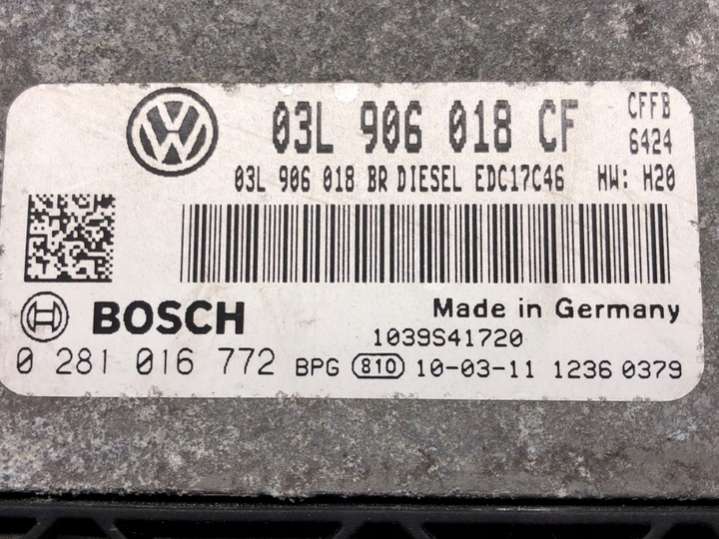 03L 906 018 CF CFFB
6424
03L 906 018 BR DIESEL EDC17C46 HW: H20
BOSCH Made in Germany
1039S41720
0 281 016 772 BPG 810 10-03-11 1236 0379